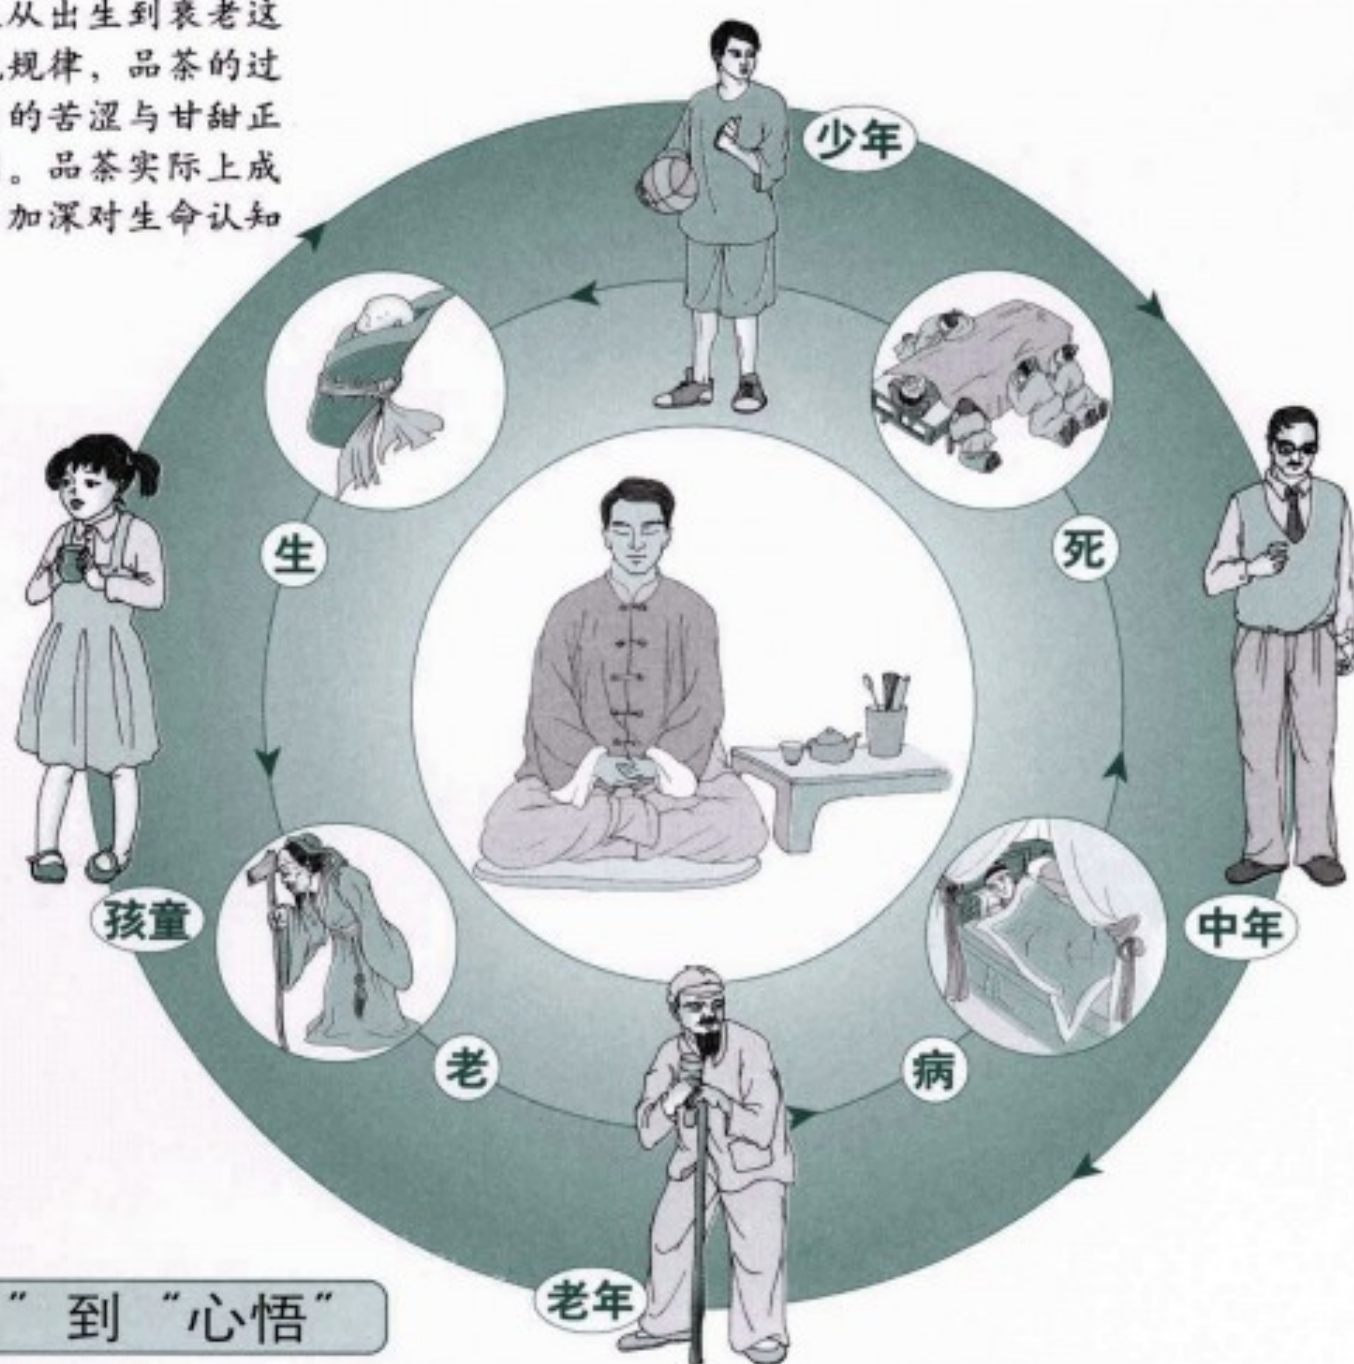 从出生到衰老这
规律，品茶的过
的苦涩与甘甜正
。品茶实际上成
加深对生命认知
少年
生
死
孩童
中年
老
病
老年
”到“心悟”